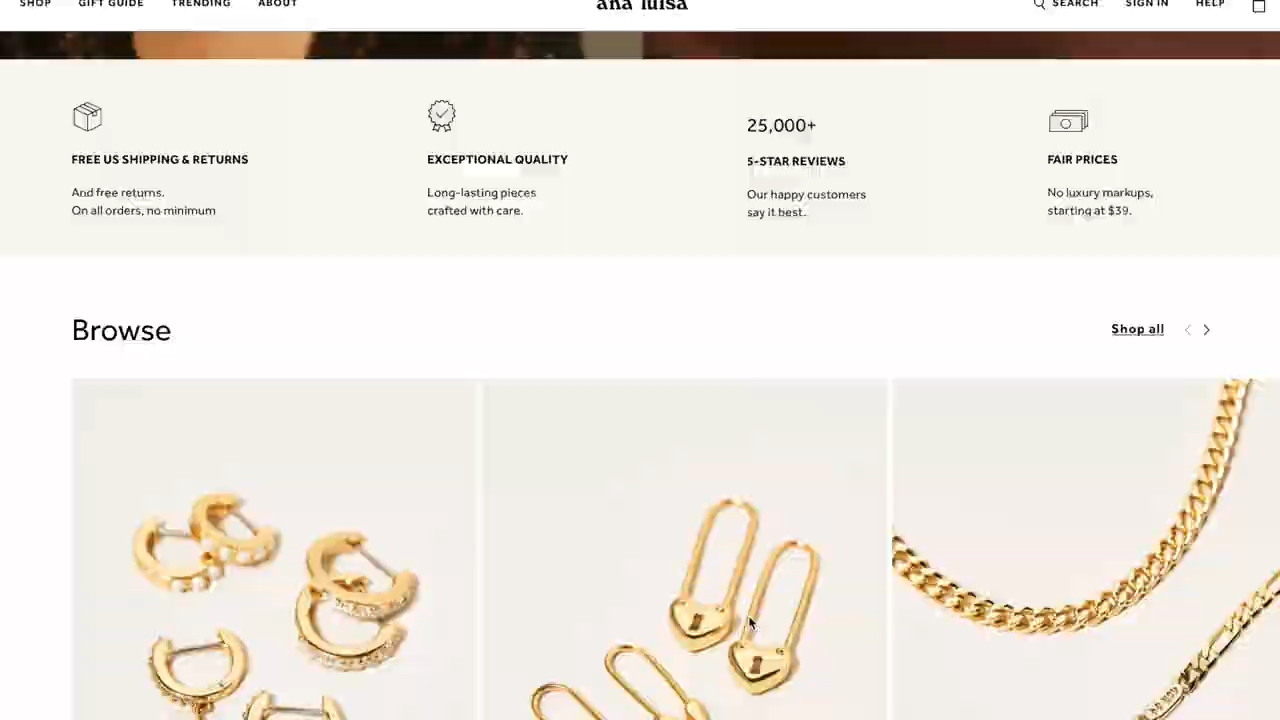 SHOP GIFT GUIDE TRENDING ABOUT
ana luisa
SEARCH SIGN IN HELP
FREE US SHIPPING & RETURNS
And free returns.
On all orders, no minimum
EXCEPTIONAL QUALITY
Long-lasting pieces
crafted with care.
25,000+
5-STAR REVIEWS
Our happy customers
say it best.
FAIR PRICES
No luxury markups,
starting at $39.
Browse
Shop all